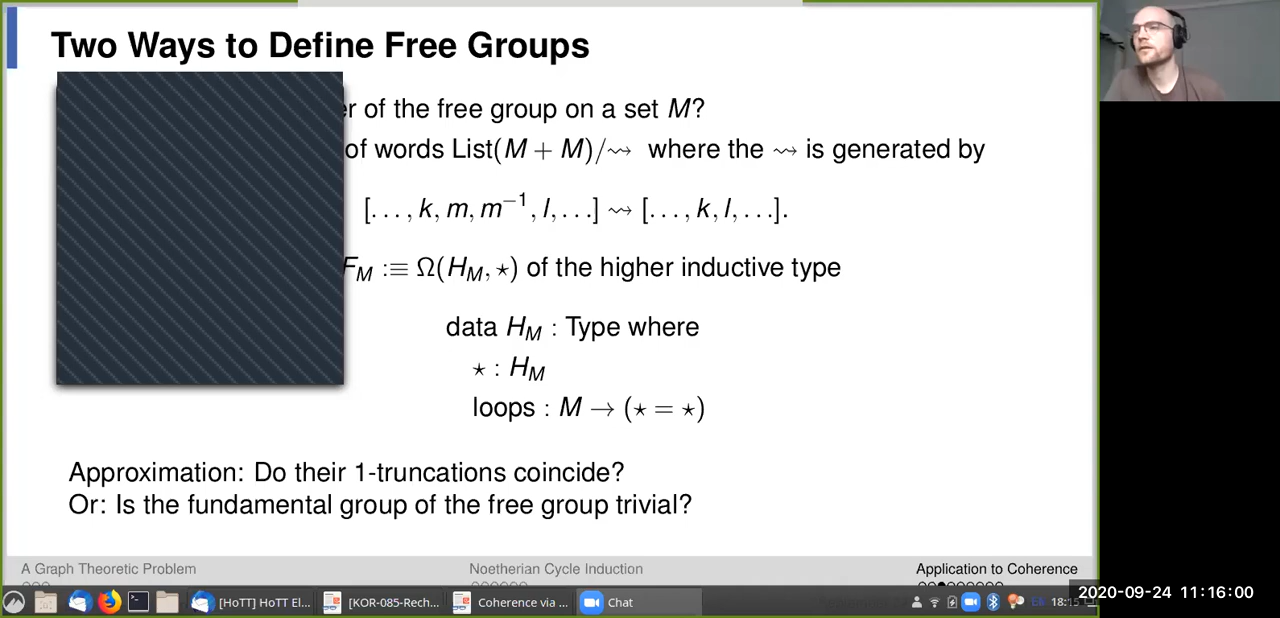 Two Ways to Define Free Groups
er of the free group on a set M?
of words List(M + M)/⇝ where the ⇝ is generated by
[…, k, m, m⁻¹, l, …] ⇝ […, k, l, …].
F_M :≡ Ω(H_M, ⋆) of the higher inductive type
data H_M : Type where
⋆ : H_M
loops : M → (⋆ = ⋆)
Approximation: Do their 1-truncations coincide?
Or: Is the fundamental group of the free group trivial?
A Graph Theoretic Problem
Noetherian Cycle Induction
Application to Coherence
[HoTT] HoTT El...
[KOR-085-Rech...
Coherence via ...
Chat
18:15
2020-09-24 11:16:00